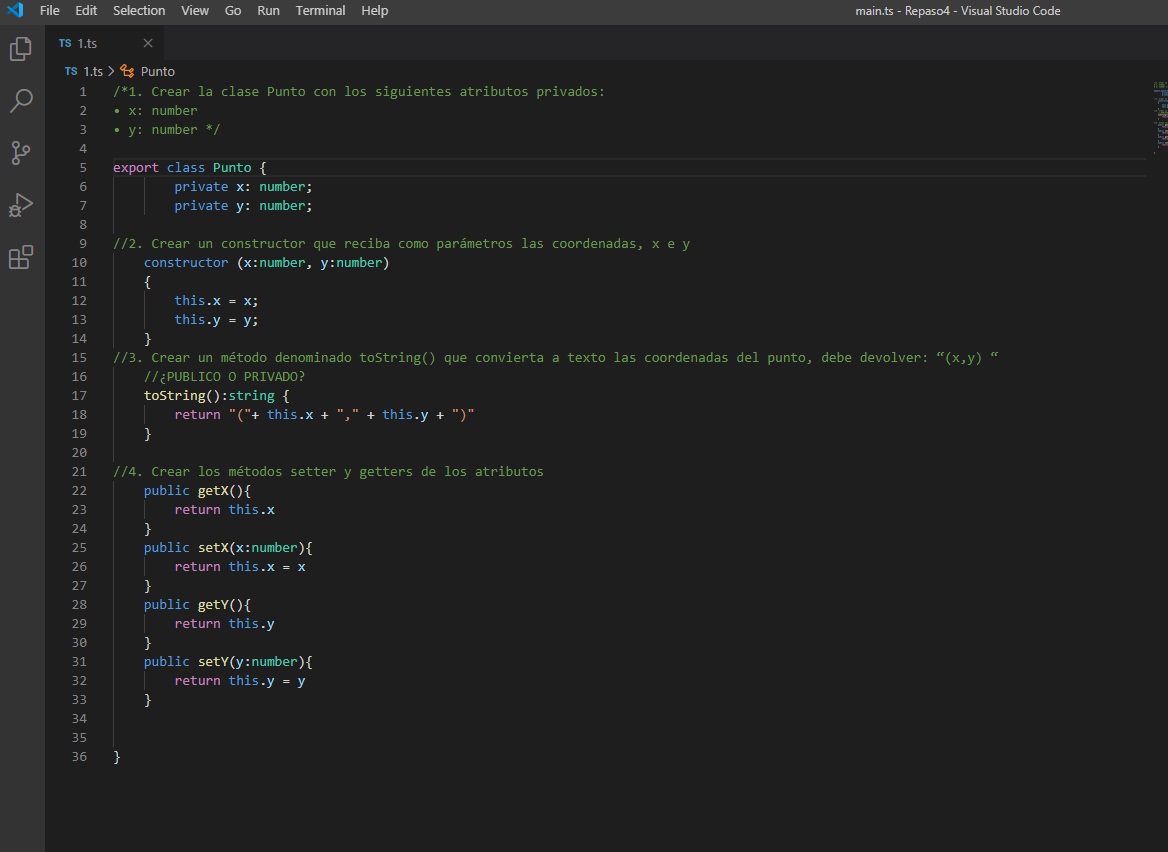 File Edit Selection View Go Run Terminal Help main.ts - Repaso4 - Visual Studio Code
TS 1.ts ×
TS 1.ts > Punto
1 /*1. Crear la clase Punto con los siguientes atributos privados:
2 • x: number
3 • y: number */
4
5 export class Punto {
6 private x: number;
7 private y: number;
8
9 //2. Crear un constructor que reciba como parámetros las coordenadas, x e y
10 constructor (x:number, y:number)
11 {
12 this.x = x;
13 this.y = y;
14 }
15 //3. Crear un método denominado toString() que convierta a texto las coordenadas del punto, debe devolver: “(x,y) “
16 //¿PUBLICO O PRIVADO?
17 toString():string {
18 return "("+ this.x + "," + this.y + ")"
19 }
20
21 //4. Crear los métodos setter y getters de los atributos
22 public getX(){
23 return this.x
24 }
25 public setX(x:number){
26 return this.x = x
27 }
28 public getY(){
29 return this.y
30 }
31 public setY(y:number){
32 return this.y = y
33 }
34
35
36 }